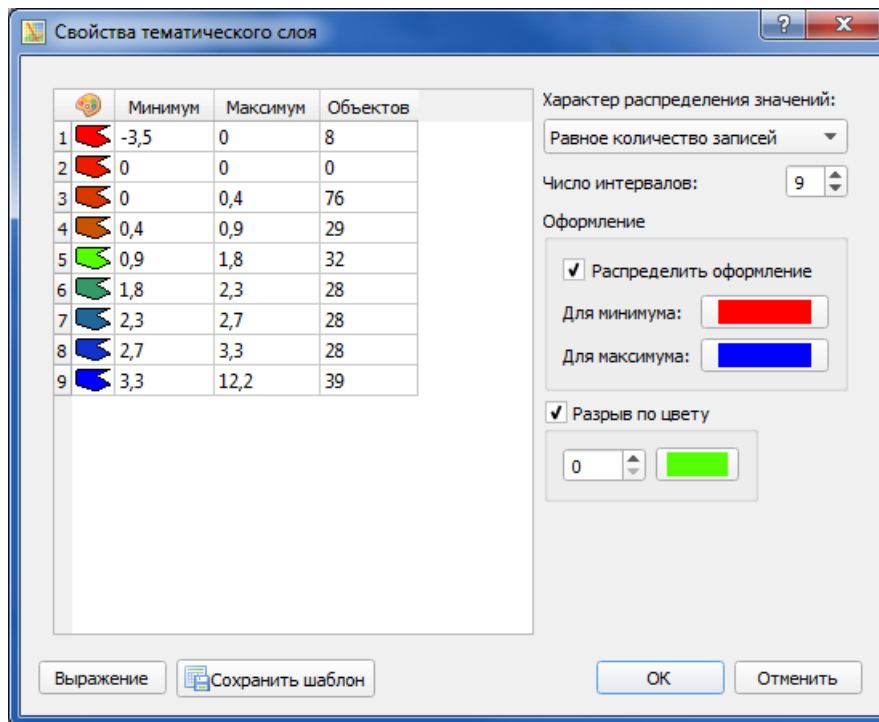 Свойства тематического слоя
?
Минимум Максимум Объектов
1 -3,5 0 8
2 0 0 0
3 0 0,4 76
4 0,4 0,9 29
5 0,9 1,8 32
6 1,8 2,3 28
7 2,3 2,7 28
8 2,7 3,3 28
9 3,3 12,2 39
Характер распределения значений:
Равное количество записей
Число интервалов: 9
Оформление
Распределить оформление
Для минимума:
Для максимума:
Разрыв по цвету
0
Выражение
Сохранить шаблон
ОК
Отменить